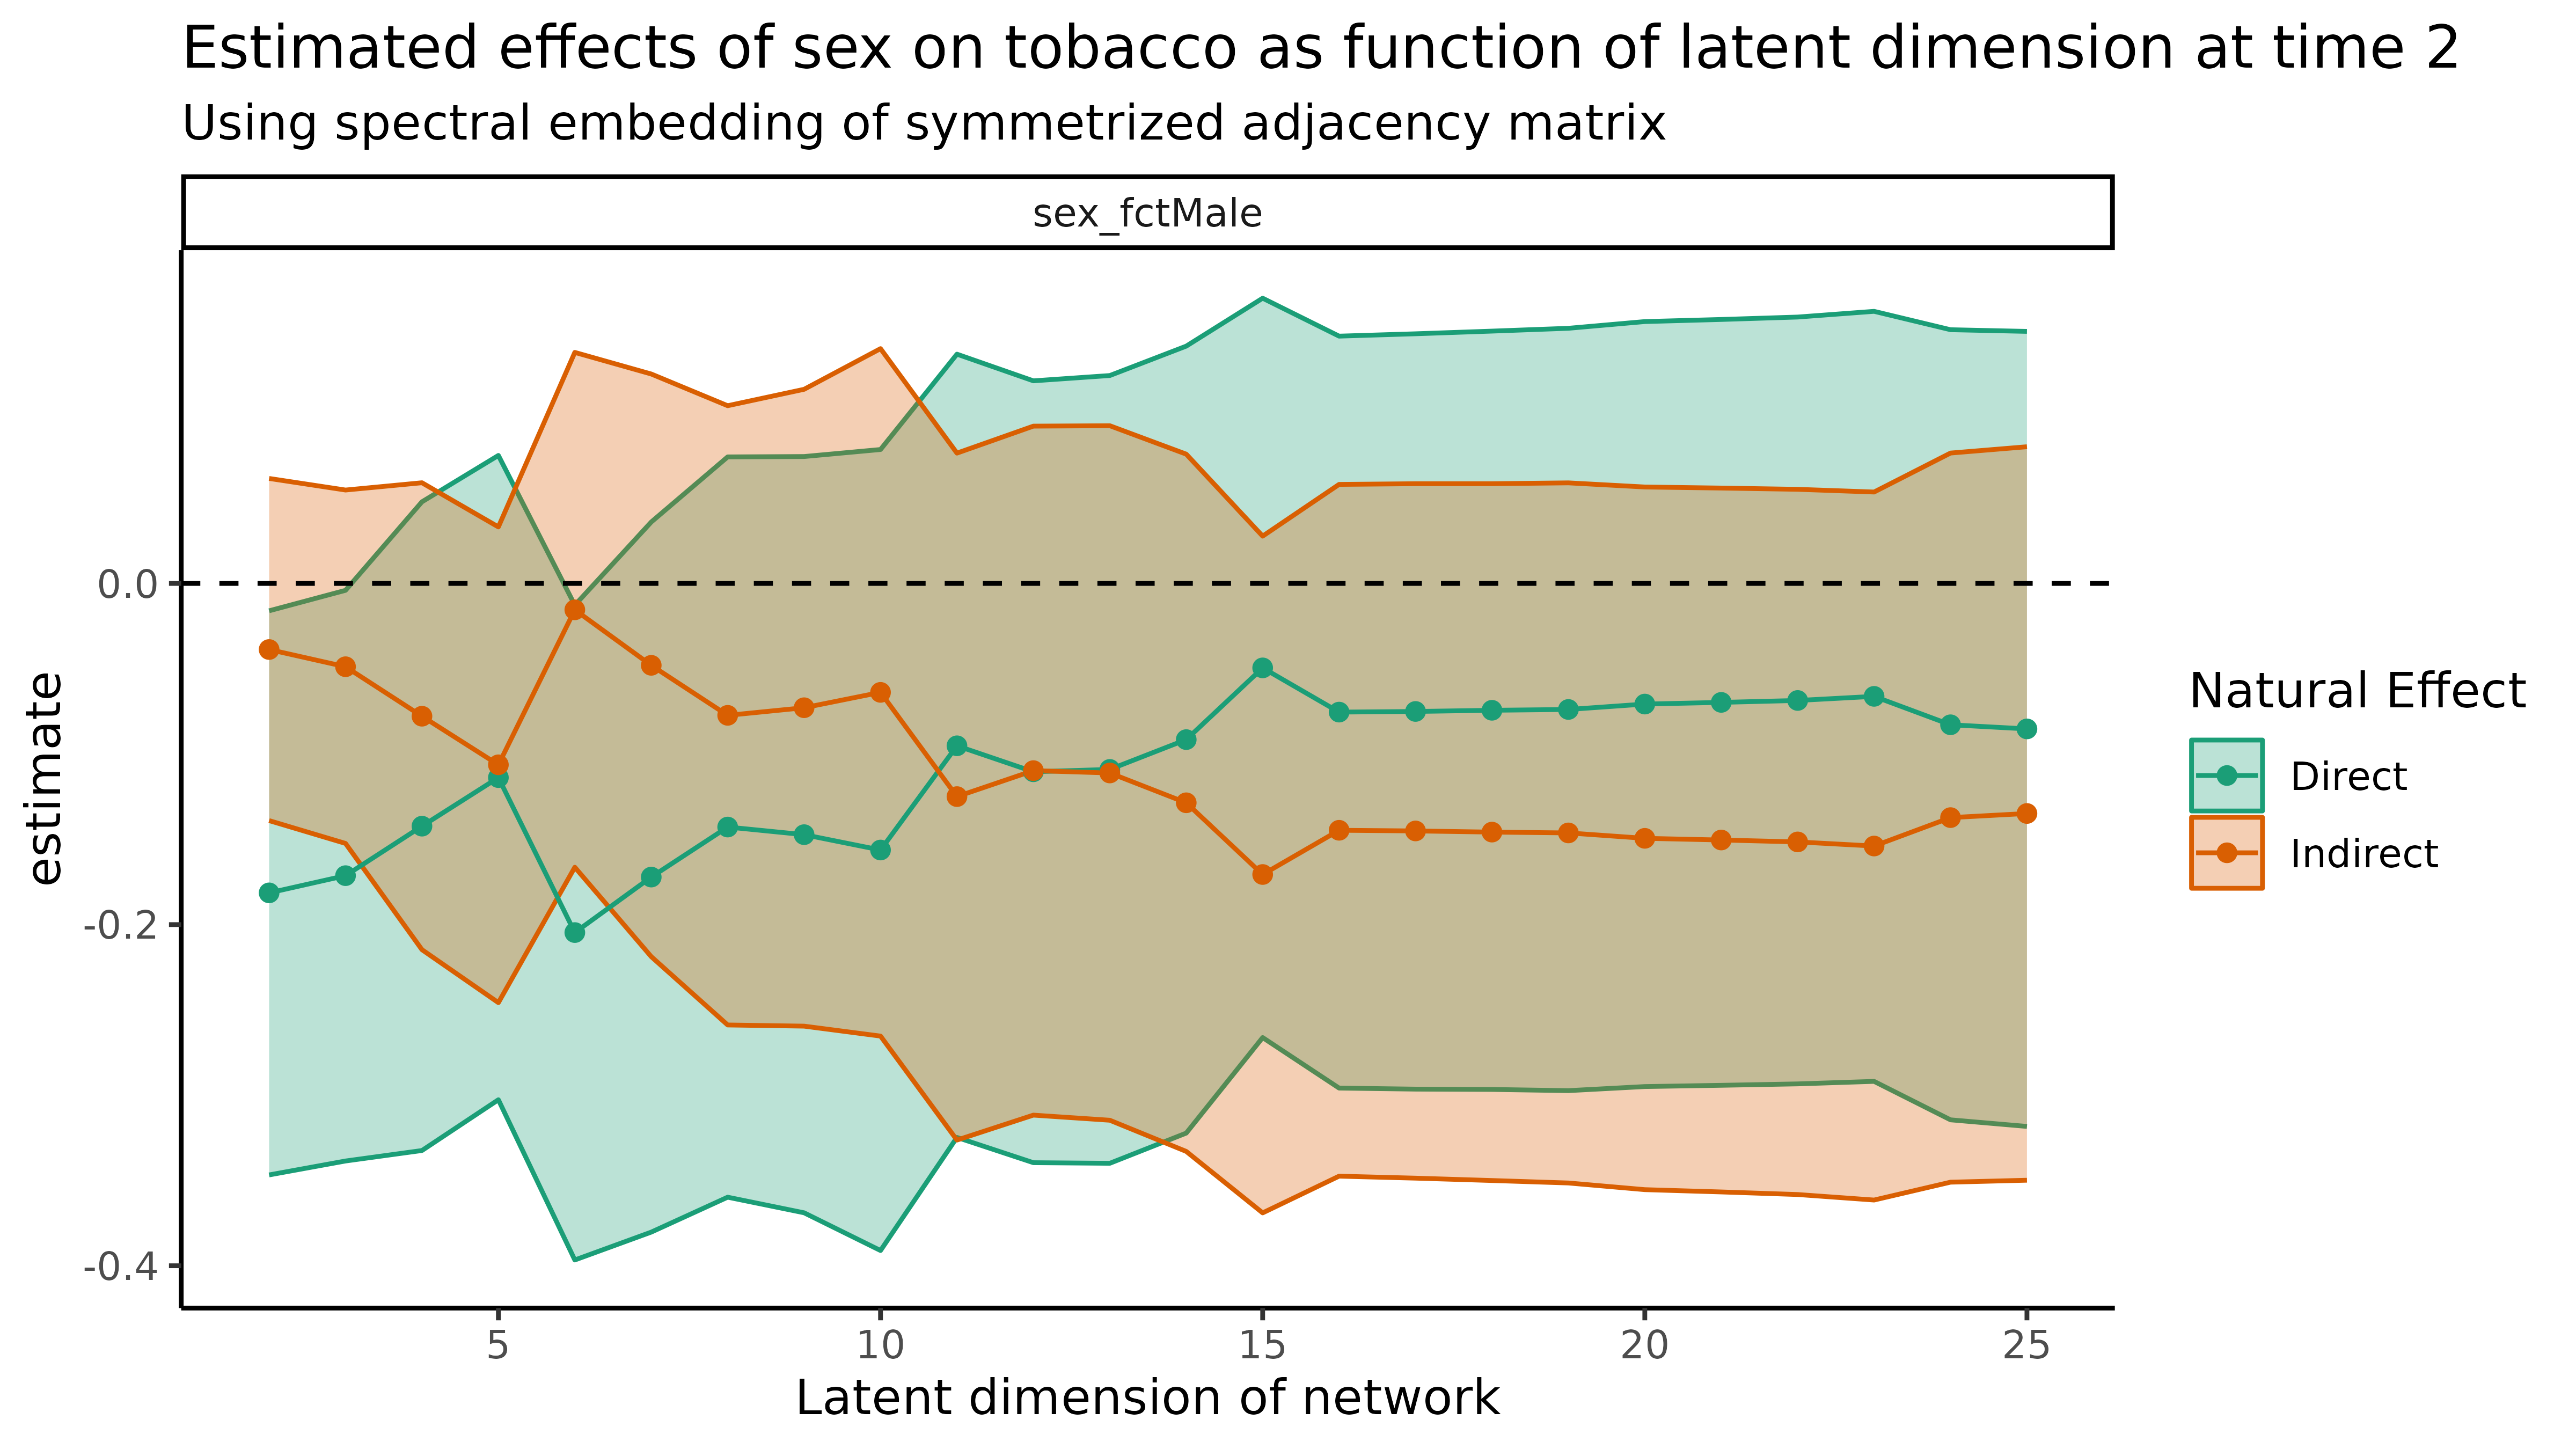 Estimated effects of sex on tobacco as function of latent dimension at time 2
Using spectral embedding of symmetrized adjacency matrix
sex_fctMale
estimate
0.0
-0.2
-0.4
5
10
15
20
25
Latent dimension of network
Natural Effect
Direct
Indirect